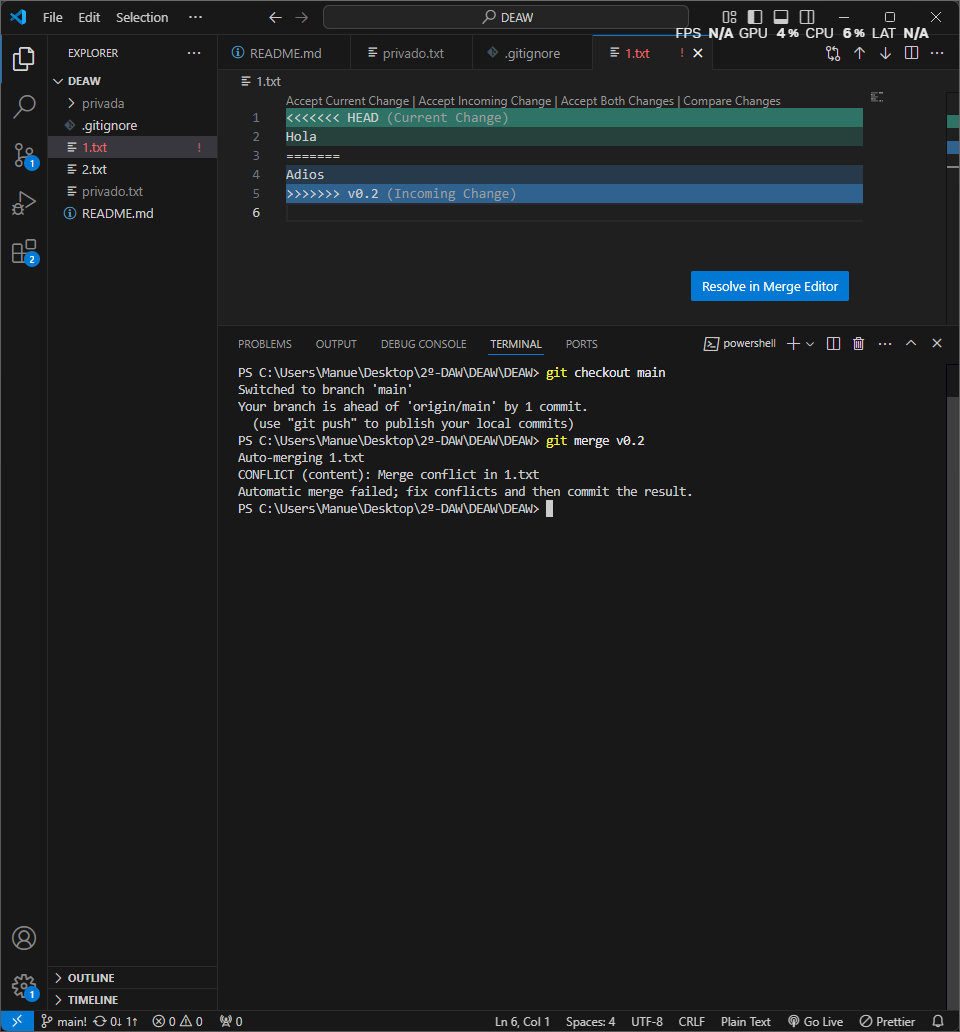 File Edit Selection ··· DEAW
FPS N/A GPU 4 % CPU 6 % LAT N/A
EXPLORER ···
README.md
privado.txt
.gitignore
1.txt !
DEAW
privada
.gitignore
1.txt !
2.txt
privado.txt
README.md
1
2
1.txt
Accept Current Change | Accept Incoming Change | Accept Both Changes | Compare Changes
1 <<<<<<< HEAD (Current Change)
2 Hola
3 =======
4 Adios
5 >>>>>>> v0.2 (Incoming Change)
6
Resolve in Merge Editor
PROBLEMS OUTPUT DEBUG CONSOLE TERMINAL PORTS powershell
PS C:\Users\Manue\Desktop\2º-DAW\DEAW\DEAW> git checkout main
Switched to branch 'main'
Your branch is ahead of 'origin/main' by 1 commit.
(use "git push" to publish your local commits)
PS C:\Users\Manue\Desktop\2º-DAW\DEAW\DEAW> git merge v0.2
Auto-merging 1.txt
CONFLICT (content): Merge conflict in 1.txt
Automatic merge failed; fix conflicts and then commit the result.
PS C:\Users\Manue\Desktop\2º-DAW\DEAW\DEAW>
OUTLINE
TIMELINE
1
main! 0↓ 1↑ 0 0 0 Ln 6, Col 1 Spaces: 4 UTF-8 CRLF Plain Text Go Live Prettier